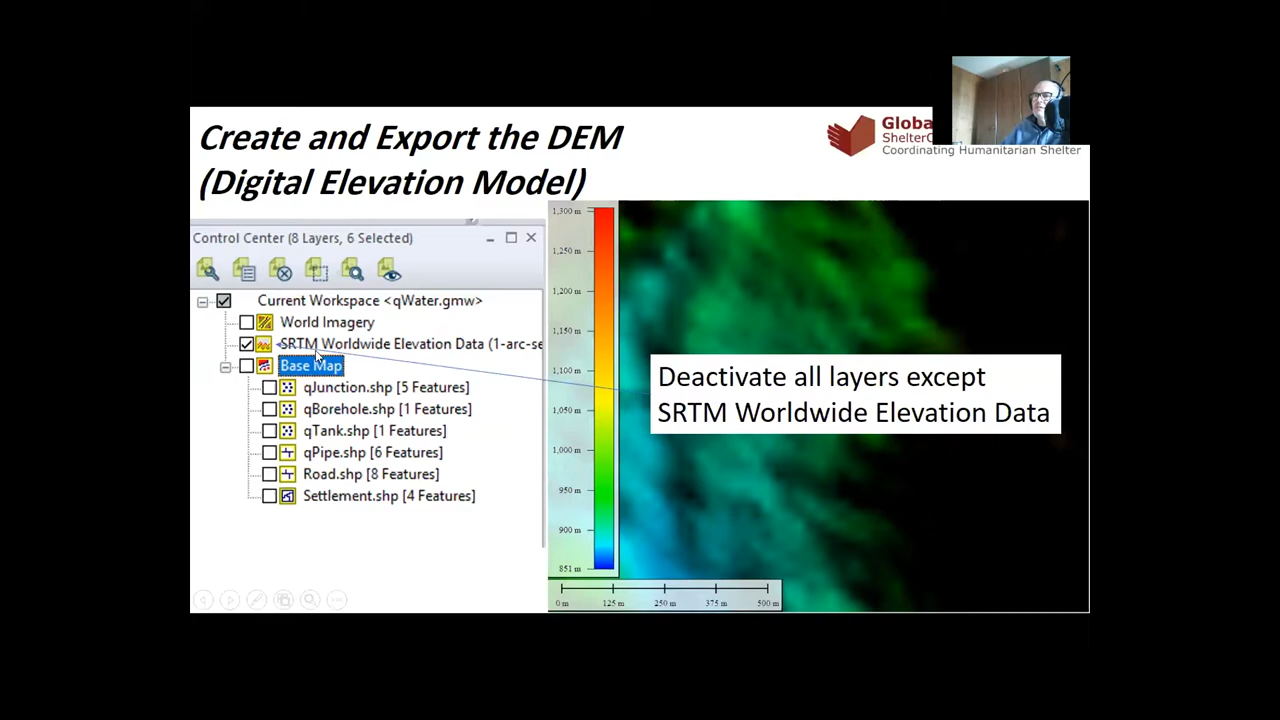 Create and Export the DEM
(Digital Elevation Model)
Globa
ShelterC
Coordinating Humanitarian Shelter
Control Center (8 Layers, 6 Selected)
Current Workspace <qWater.gmw>
World Imagery
SRTM Worldwide Elevation Data (1-arc-se
Base Map
qJunction.shp [5 Features]
qBorehole.shp [1 Features]
qTank.shp [1 Features]
qPipe.shp [6 Features]
Road.shp [8 Features]
Settlement.shp [4 Features]
1,300 m
1,250 m
1,200 m
1,150 m
1,100 m
1,050 m
1,000 m
950 m
900 m
851 m
0 m 125 m 250 m 375 m 500 m
Deactivate all layers except
SRTM Worldwide Elevation Data